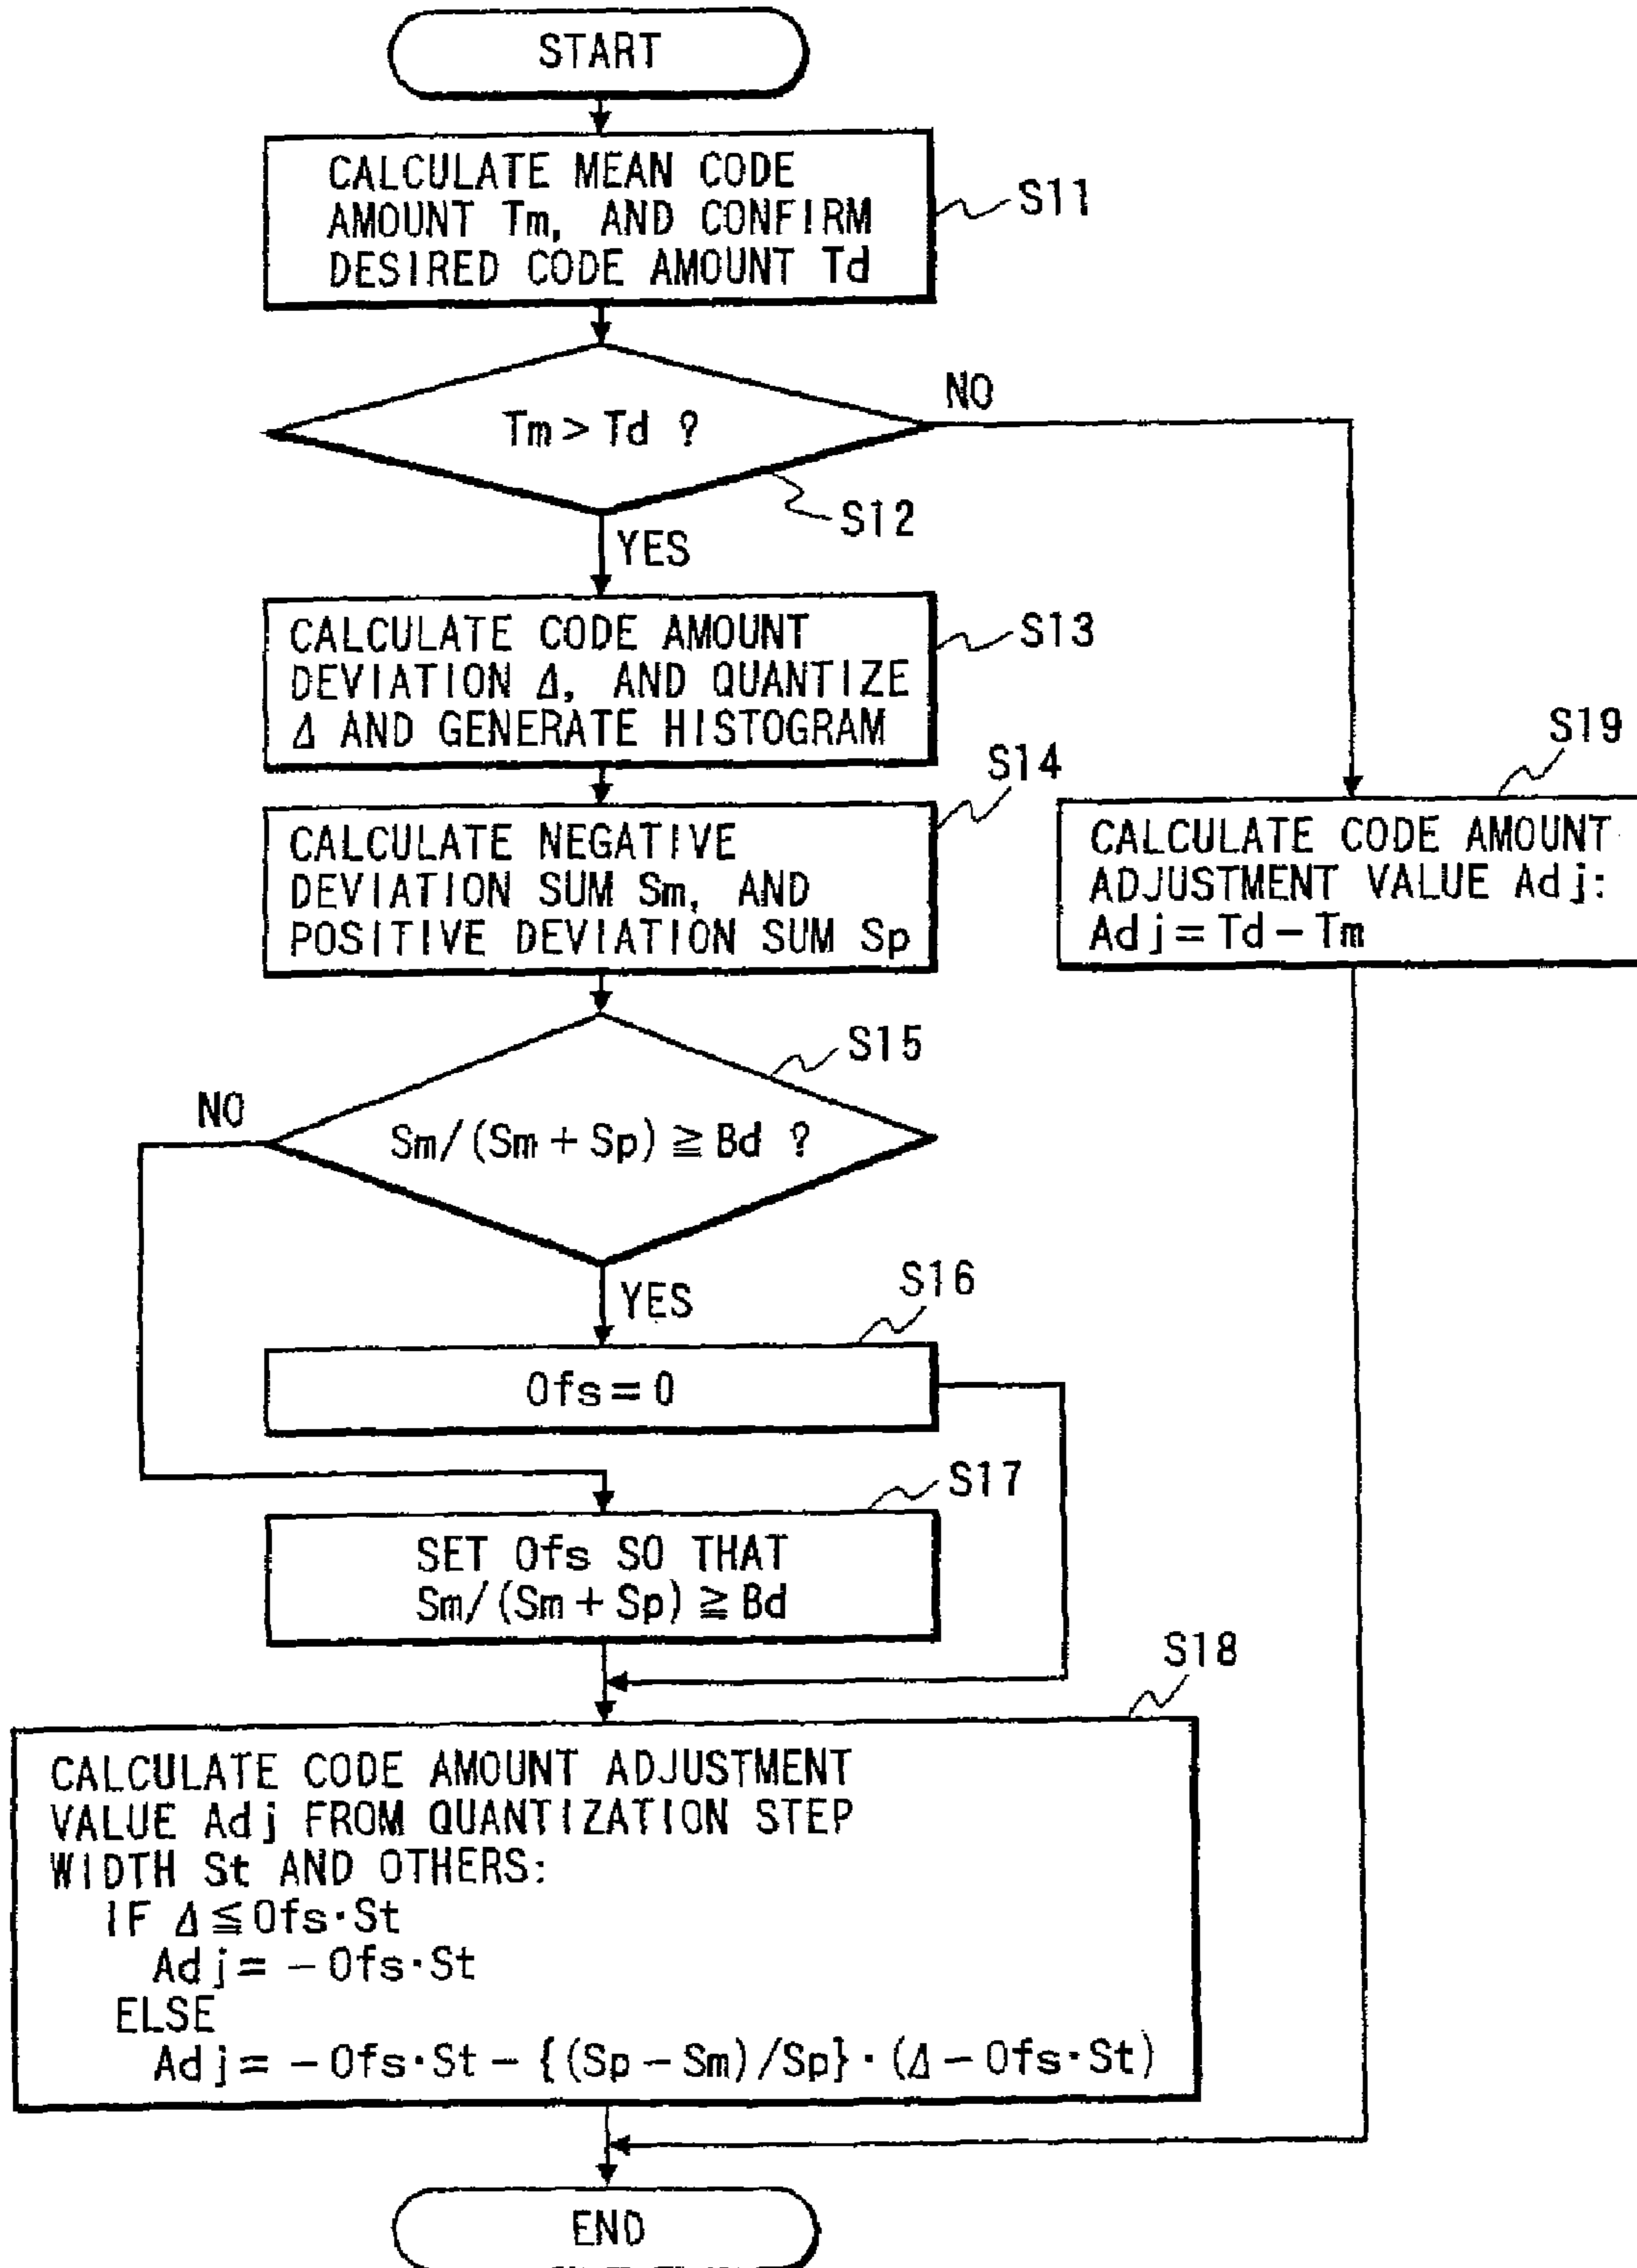 START
CALCULATE MEAN CODE
AMOUNT Tm, AND CONFIRM
DESIRED CODE AMOUNT Td
S11
Tm > Td ?
NO
S12
YES
CALCULATE CODE AMOUNT
DEVIATION Δ, AND QUANTIZE
Δ AND GENERATE HISTOGRAM
S13
CALCULATE NEGATIVE
DEVIATION SUM Sm, AND
POSITIVE DEVIATION SUM Sp
S14
S19
CALCULATE CODE AMOUNT
ADJUSTMENT VALUE Adj:
Adj = Td - Tm
S15
NO
Sm/(Sm + Sp) ≧ Bd ?
YES
S16
Ofs = 0
S17
SET Ofs SO THAT
Sm/(Sm + Sp) ≧ Bd
S18
CALCULATE CODE AMOUNT ADJUSTMENT
VALUE Adj FROM QUANTIZATION STEP
WIDTH St AND OTHERS:
IF Δ ≦ Ofs·St
Adj = - Ofs·St
ELSE
Adj = - Ofs·St - {(Sp - Sm)/Sp}·(Δ - Ofs·St)
END